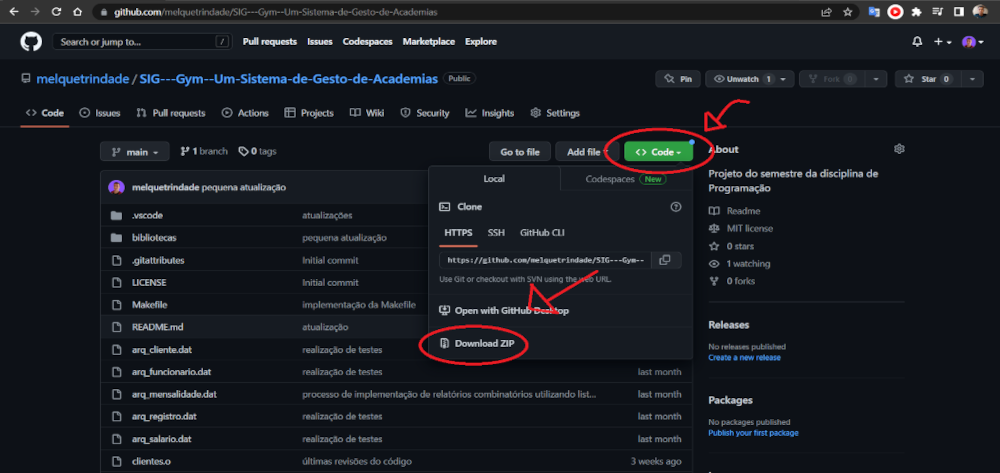 github.com/melquetrindade/SIG---Gym--Um-Sistema-de-Gesto-de-Academias
Search or jump to... / Pull requests Issues Codespaces Marketplace Explore
melquetrindade / SIG---Gym--Um-Sistema-de-Gesto-de-Academias Public
Pin Unwatch 1 Fork 0 Star 0
<> Code Issues Pull requests Actions Projects Wiki Security Insights Settings
main 1 branch 0 tags Go to file Add file <> Code
melquetrindade pequena atualização
.vscode atualizações
bibliotecas pequena atualização
.gitattributes Initial commit
LICENSE Initial commit
Makefile implementação da Makefile
README.md atualização
arq_cliente.dat realização de testes
arq_funcionario.dat realização de testes last month
arq_mensalidade.dat processo de implementação de relatórios combinatórios utilizando list... last month
arq_registro.dat realização de testes last month
arq_salario.dat realização de testes last month
clientes.o últimas revisões do código 3 weeks ago
Local Codespaces New
Clone
HTTPS SSH GitHub CLI
https://github.com/melquetrindade/SIG---Gym--
Use Git or checkout with SVN using the web URL.
Open with GitHub Desktop
Download ZIP
About
Projeto do semestre da disciplina de
Programação
Readme
MIT license
0 stars
1 watching
0 forks
Releases
No releases published
Create a new release
Packages
No packages published
Publish your first package